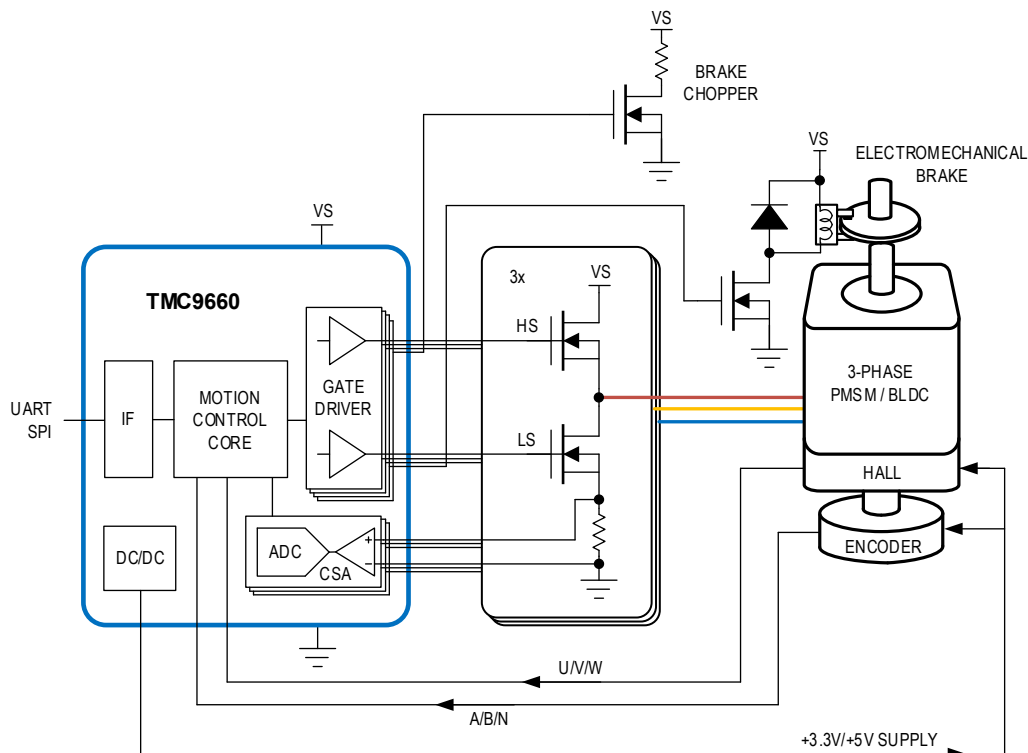 VS
BRAKE
CHOPPER
VS
ELECTROMECHANICAL
BRAKE
VS
TMC9660
3x
VS
HS
GATE
DRIVER
MOTION
CONTROL
CORE
IF
UART
SPI
LS
3-PHASE
PMSM / BLDC
HALL
ENCODER
DC/DC
ADC
CSA
+
-
U/V/W
A/B/N
+3.3V/+5V SUPPLY